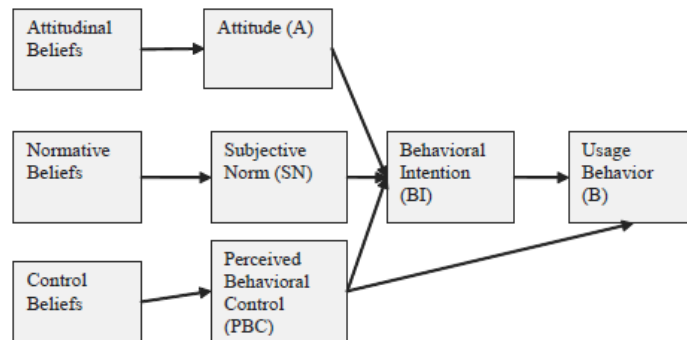 Attitudinal
Beliefs
Attitude (A)
Normative
Beliefs
Subjective
Norm (SN)
Behavioral
Intention
(BI)
Usage
Behavior
(B)
Control
Beliefs
Perceived
Behavioral
Control
(PBC)